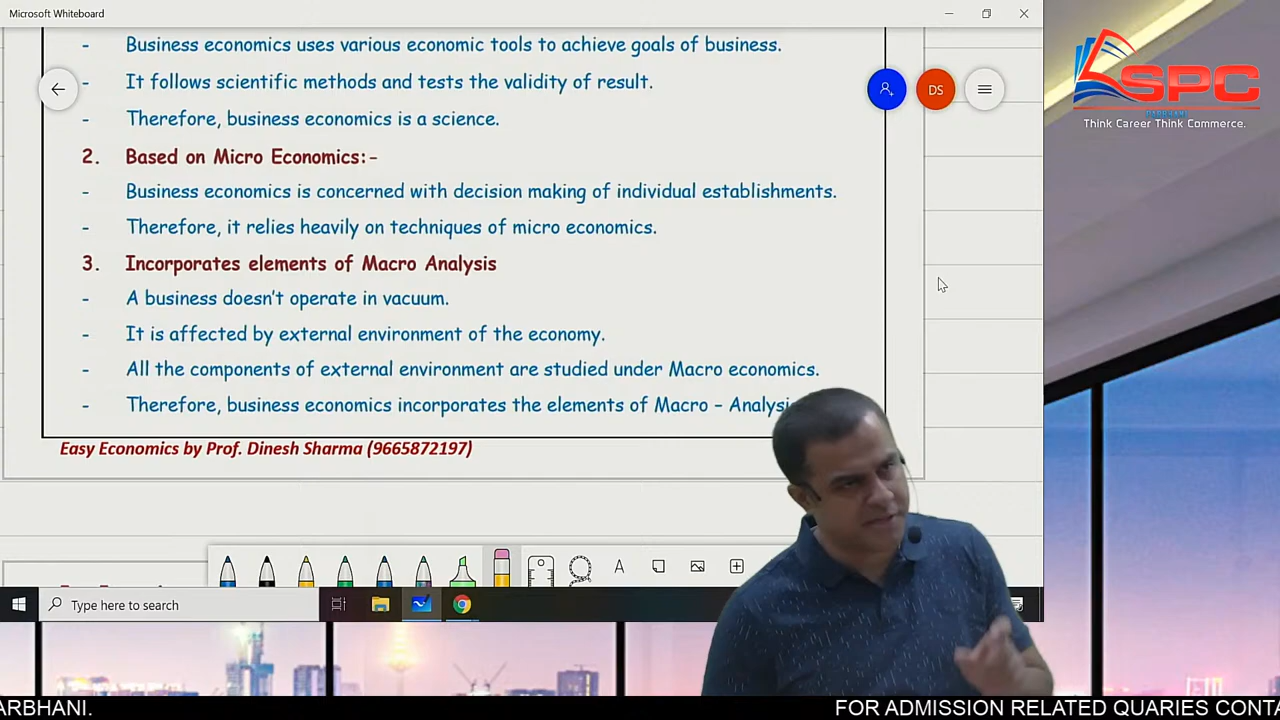 Microsoft Whiteboard
- Business economics uses various economic tools to achieve goals of business.
- It follows scientific methods and tests the validity of result.
- Therefore, business economics is a science.
2. Based on Micro Economics:-
- Business economics is concerned with decision making of individual establishments.
- Therefore, it relies heavily on techniques of micro economics.
3. Incorporates elements of Macro Analysis
- A business doesn't operate in vacuum.
- It is affected by external environment of the economy.
- All the components of external environment are studied under Macro economics.
- Therefore, business economics incorporates the elements of Macro –
Easy Economics by Prof. Dinesh Sharma (9665872197)
DS
SPC
PARBHANI
Think Career Think Commerce.
A
Type here to search
ARBHANI.
FOR ADMISSION RELATED QUARIES CONTA